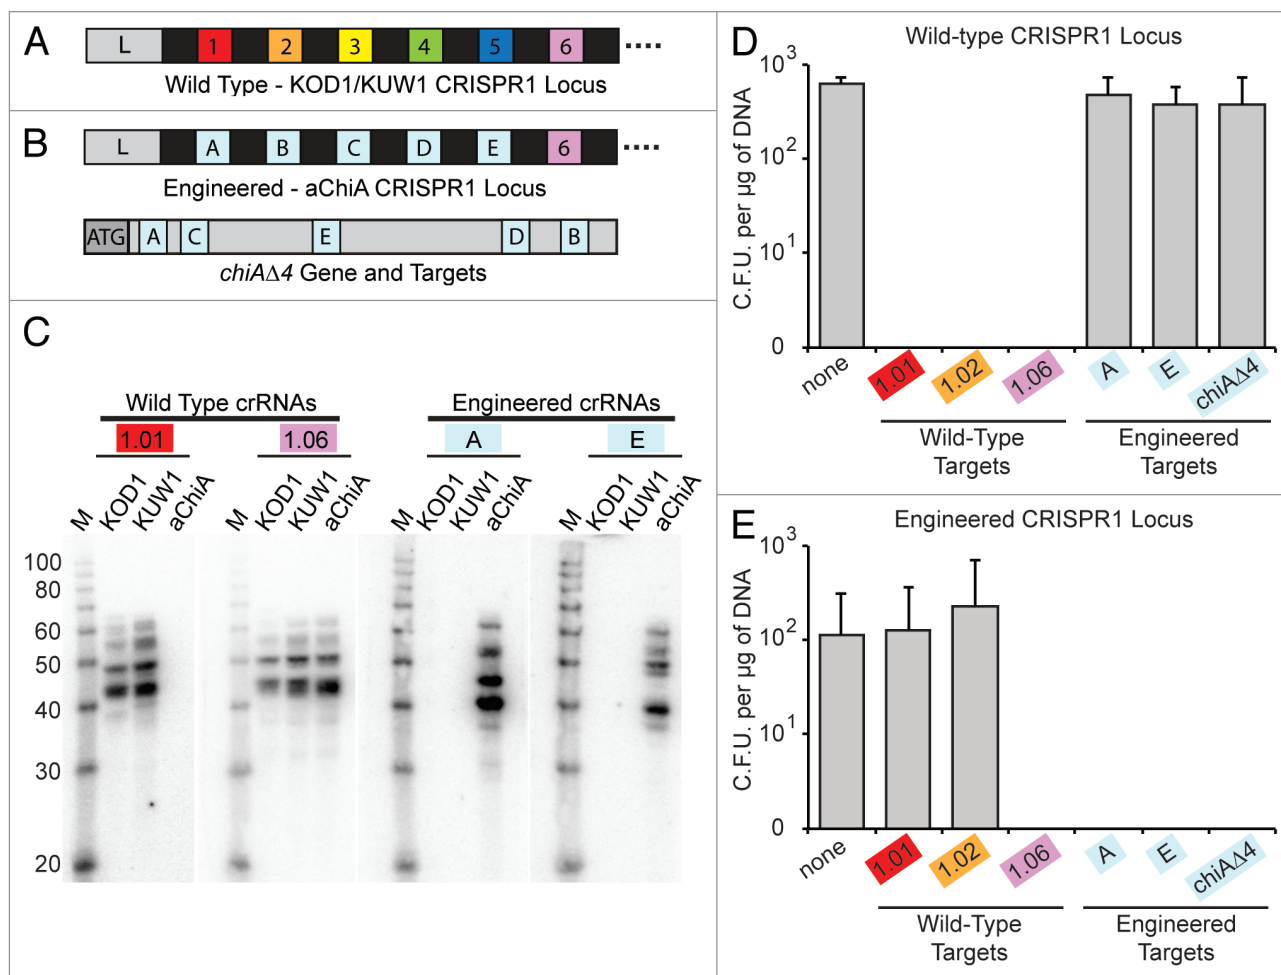 A
L 1 2 3 4 5 6 ....
Wild Type - KOD1/KUW1 CRISPR1 Locus
B
L A B C D E 6 ....
Engineered - aChiA CRISPR1 Locus
ATG A C E D B
chiAΔ4 Gene and Targets
C
Wild Type crRNAs Engineered crRNAs
1.01 1.06 A E
M KOD1 KUW1 aChiA M KOD1 KUW1 aChiA M KOD1 KUW1 aChiA M KOD1 KUW1 aChiA
100
80
60
50
40
30
20
D
Wild-type CRISPR1 Locus
C.F.U. per µg of DNA
10³
10²
10¹
0
none 1.01 1.02 1.06 A E chiAΔ4
Wild-Type Engineered
Targets Targets
E
Engineered CRISPR1 Locus
C.F.U. per µg of DNA
10³
10²
10¹
0
none 1.01 1.02 1.06 A E chiAΔ4
Wild-Type Engineered
Targets Targets